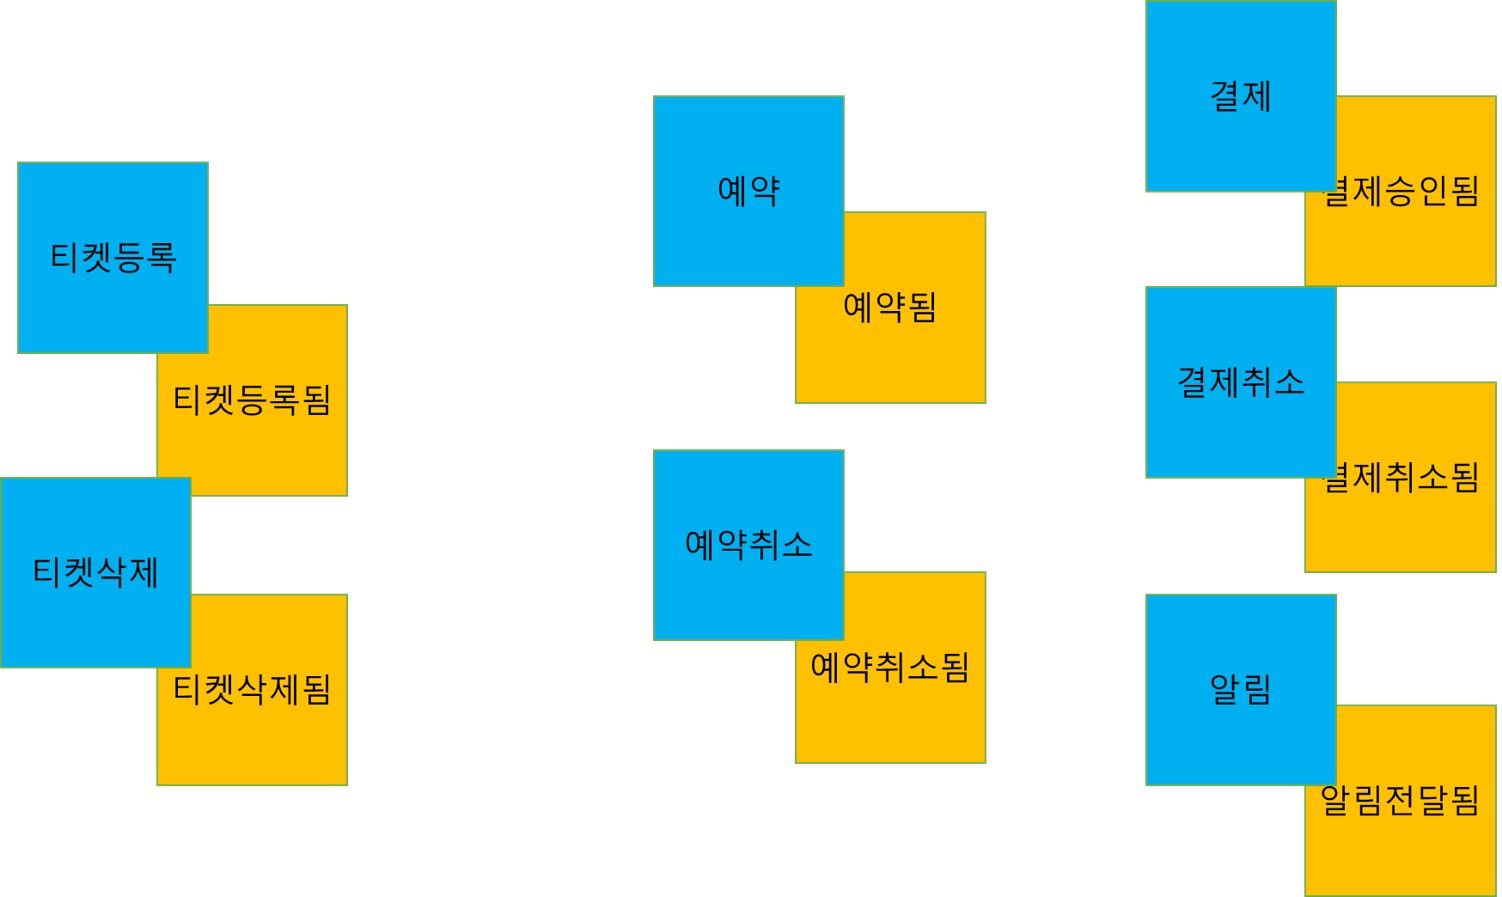 티켓등록
티켓등록됨
티켓삭제
티켓삭제됨
예약
예약됨
예약취소
예약취소됨
결제
결제승인됨
결제취소
결제취소됨
알림
알림전달됨